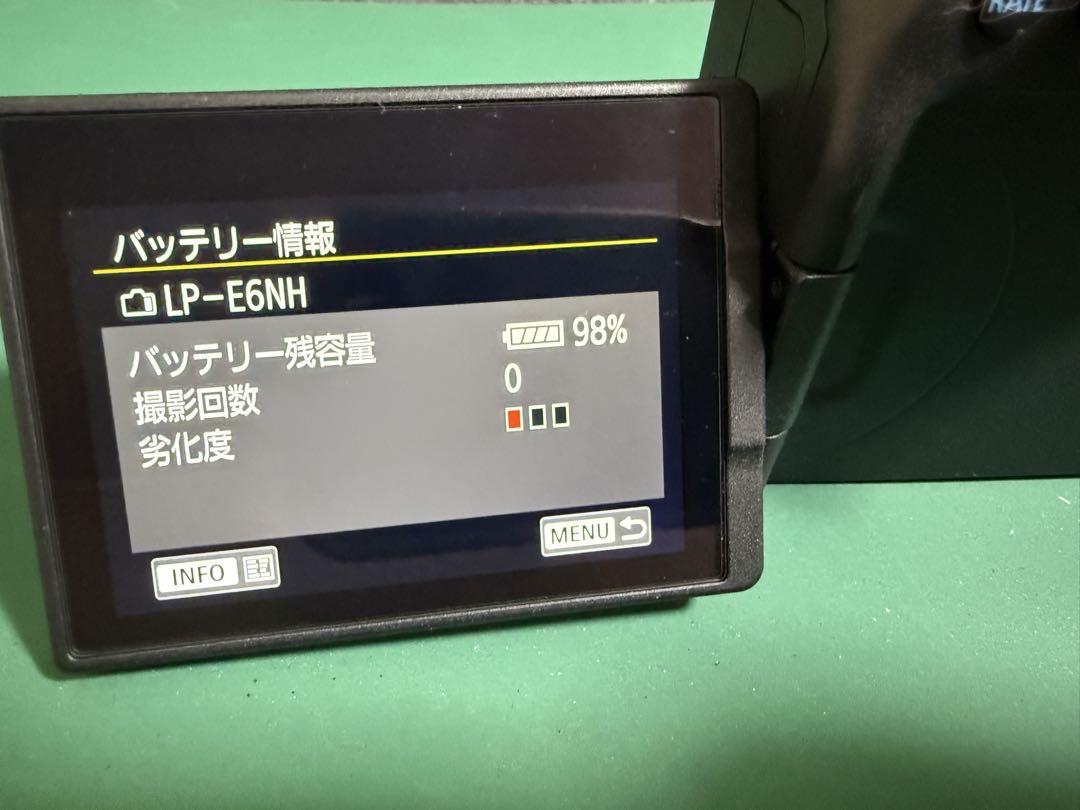 RATE
バッテリー情報
LP-E6NH
バッテリー残容量 98%
撮影回数 0
劣化度
INFO
MENU